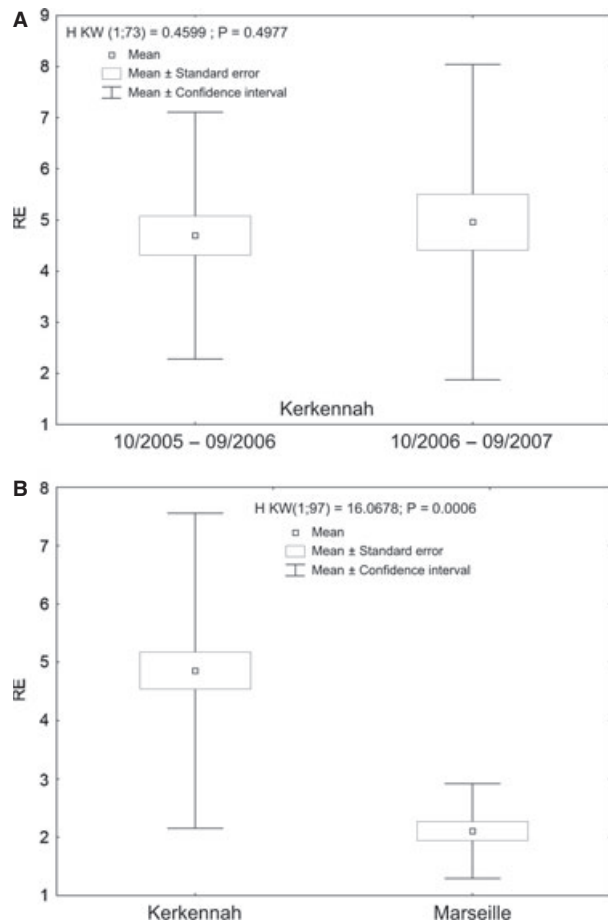 A
9
H KW (1;73) = 0.4599 ; P = 0.4977
Mean
8
Mean ± Standard error
Mean ± Confidence interval
7
6
RE
5
4
3
2
Kerkennah
1
10/2005 – 09/2006 10/2006 – 09/2007
B
8
H KW(1;97) = 16.0678; P = 0.0006
Mean
Mean ± Standard error
7
Mean ± Confidence interval
6
5
RE
4
3
2
1
Kerkennah Marseille